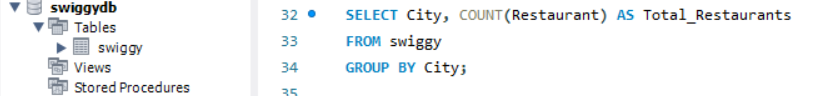 swiggydb
Tables
swiggy
Views
Stored Procedures
32 SELECT City, COUNT(Restaurant) AS Total_Restaurants
33 FROM swiggy
34 GROUP BY City;
35